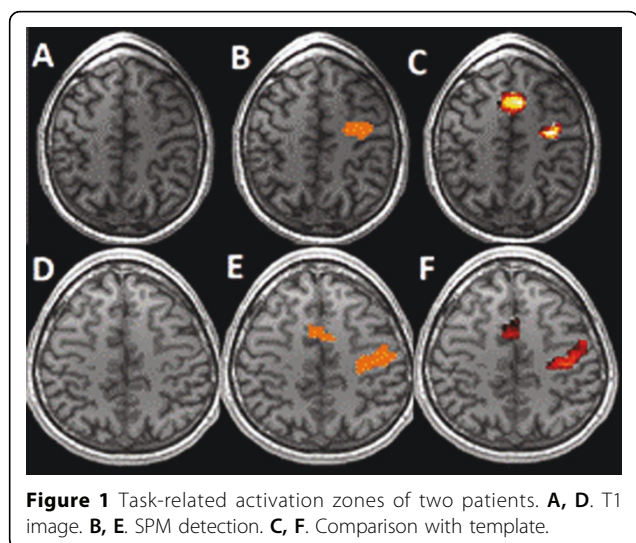 A
B
C
D
E
F
Figure 1 Task-related activation zones of two patients. A, D. T1
image. B, E. SPM detection. C, F. Comparison with template.